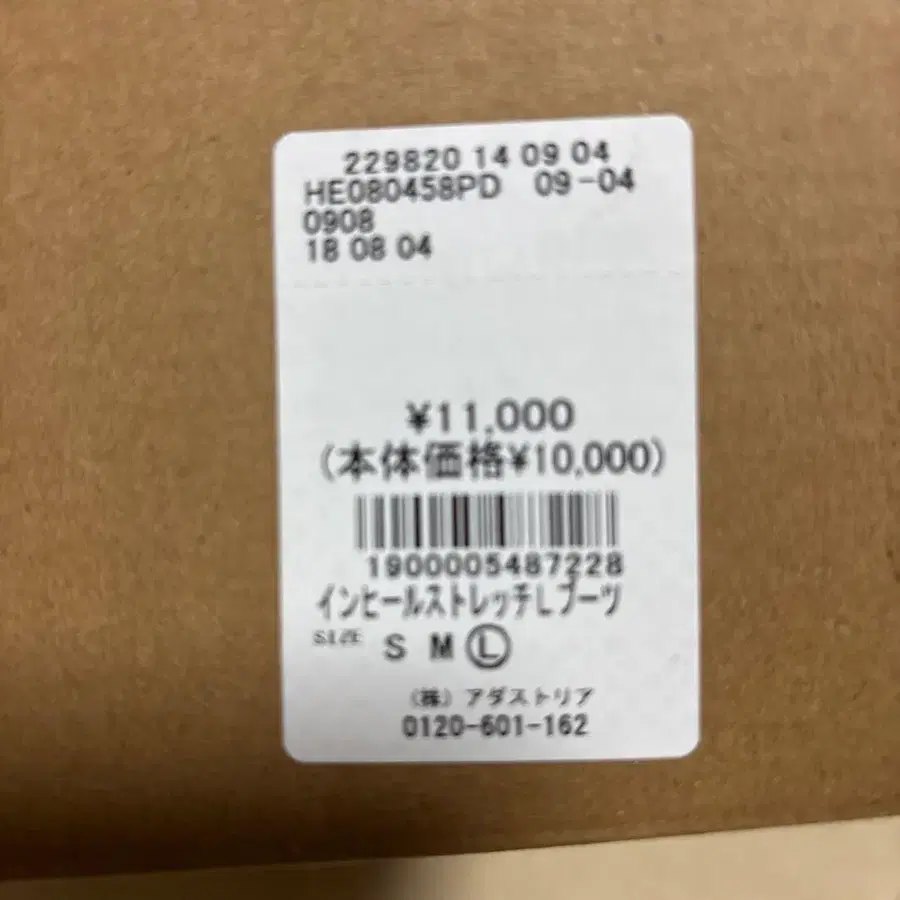 229820 14 09 04
HE080458PD 09-04
0908
18 08 04
¥11,000
(本体価格¥10,000)
1900005487228
インヒールストレッチLブーツ
SIZE S M L
(株) アダストリア
0120-601-162